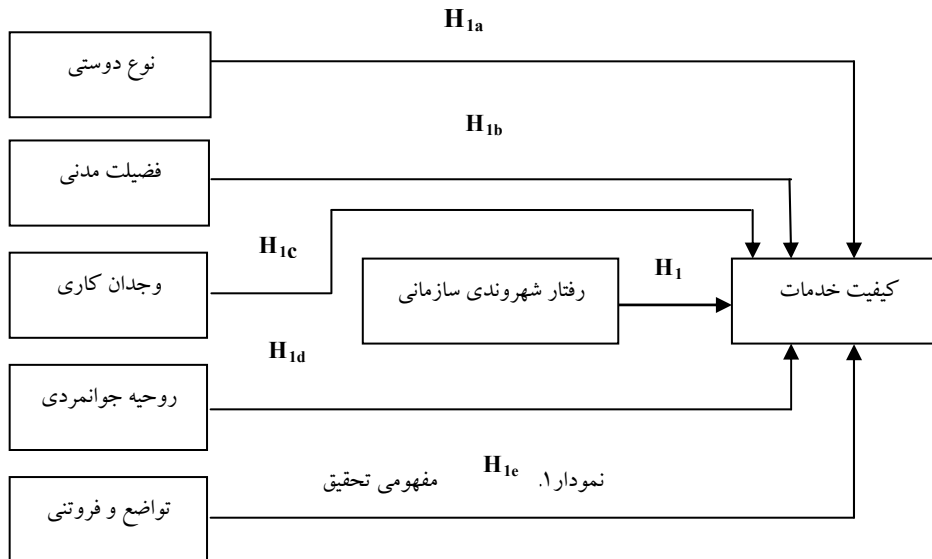 H1a
نوع دوستی
H1b
فضیلت مدنی
H1c
وجدان کاری
رفتار شهروندی سازمانی
H1
کیفیت خدمات
H1d
روحیه جوانمردی
H1e
نمودار۱. مفهومی تحقیق
تواضع و فروتنی